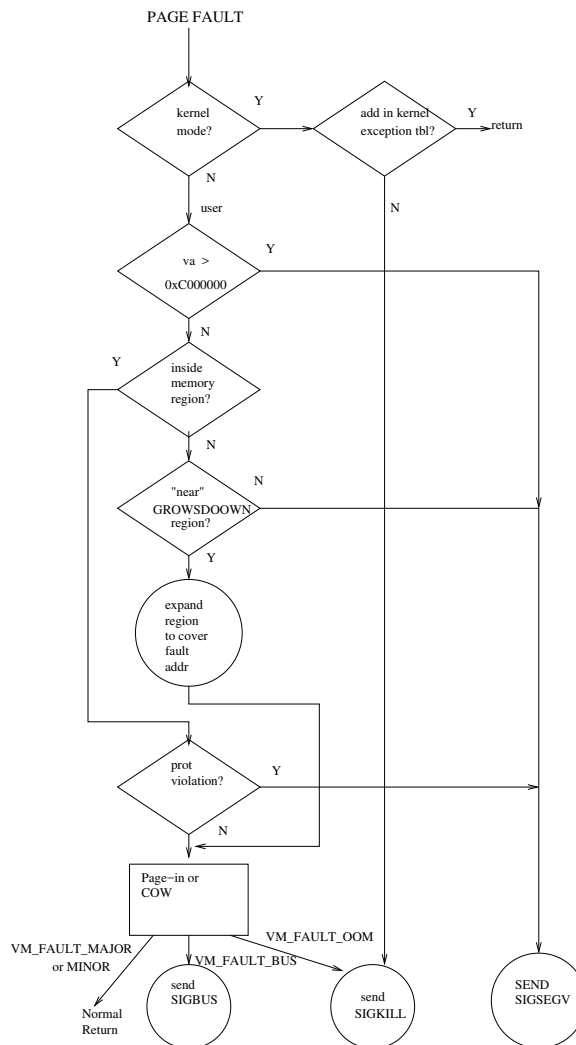 PAGE FAULT
kernel
mode?
Y
add in kernel
exception tbl?
Y
return
N
user
N
va >
0xC000000
Y
N
Y
inside
memory
region?
N
"near"
GROWSDOOWN
region?
N
Y
expand
region
to cover
fault
addr
prot
violation?
Y
N
Page−in or
COW
VM_FAULT_MAJOR
or MINOR
VM_FAULT_BUS
VM_FAULT_OOM
Normal
Return
send
SIGBUS
send
SIGKILL
SEND
SIGSEGV